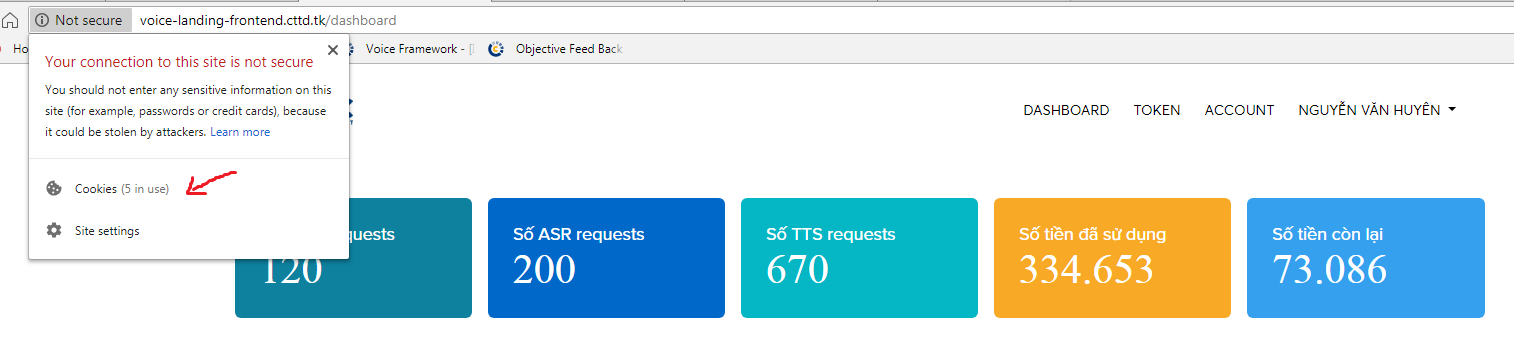 Not secure
voice-landing-frontend.cttd.tk/dashboard
Voice Framework - [
Objective Feed Back
Your connection to this site is not secure
You should not enter any sensitive information on this
site (for example, passwords or credit cards), because
it could be stolen by attackers. Learn more
Cookies (5 in use)
Site settings
DASHBOARD
TOKEN
ACCOUNT
NGUYỄN VĂN HUYÊN
120
Số ASR requests
200
Số TTS requests
670
Số tiền đã sử dụng
334.653
Số tiền còn lại
73.086